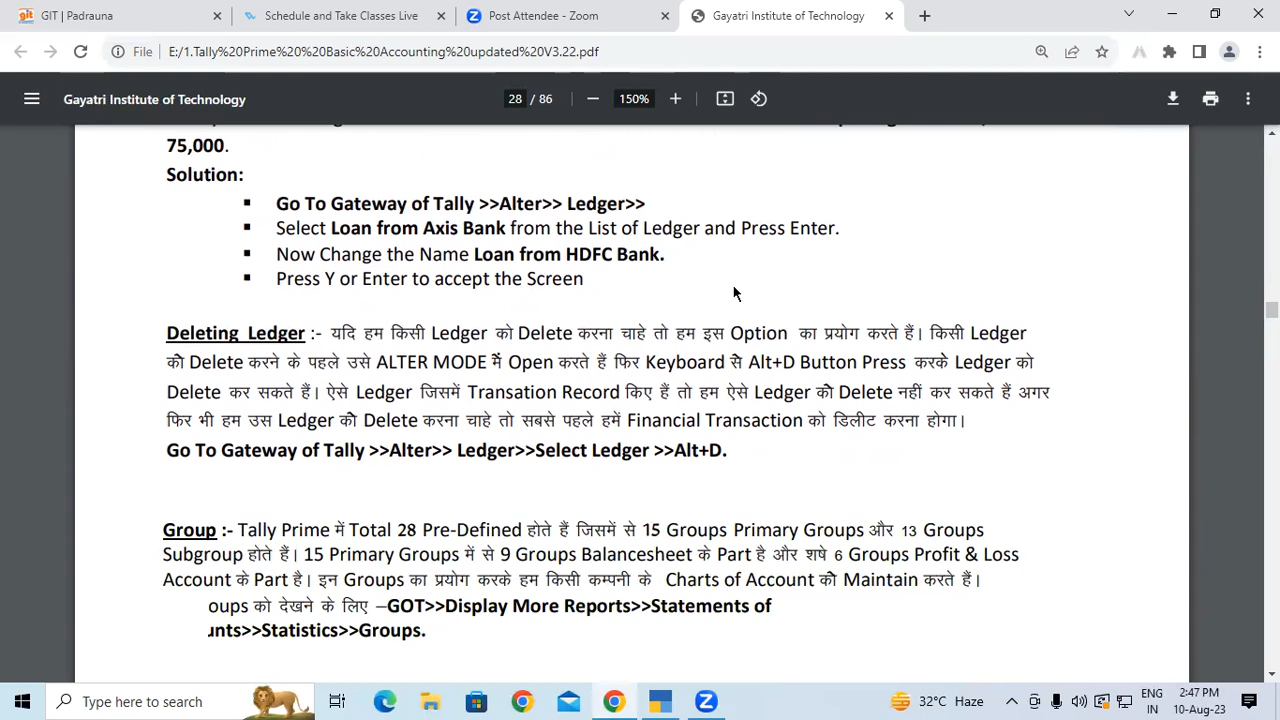 GIT | Padrauna
Schedule and Take Classes Live
Post Attendee - Zoom
Gayatri Institute of Technology
File
E:/1.Tally%20Prime%20%20Basic%20Accounting%20updated%20V3.22.pdf
Gayatri Institute of Technology
28 / 86
150%
75,000.
Solution:
▪ Go To Gateway of Tally >>Alter>> Ledger>>
▪ Select Loan from Axis Bank from the List of Ledger and Press Enter.
▪ Now Change the Name Loan from HDFC Bank.
▪ Press Y or Enter to accept the Screen
Deleting Ledger :- यदि हम किसी Ledger को Delete करना चाहे तो हम इस Option का प्रयोग करते हैं। किसी Ledger
को Delete करने के पहले उसे ALTER MODE में Open करते हैं फिर Keyboard से Alt+D Button Press करके Ledger को
Delete कर सकते हैं। ऐसे Ledger जिसमें Transation Record किए हैं तो हम ऐसे Ledger को Delete नहीं कर सकते हैं अगर
फिर भी हम उस Ledger को Delete करना चाहे तो सबसे पहले हमें Financial Transaction को डिलीट करना होगा।
Go To Gateway of Tally >>Alter>> Ledger>>Select Ledger >>Alt+D.
Group :- Tally Prime में Total 28 Pre-Defined होते हैं जिसमें से 15 Groups Primary Groups और 13 Groups
Subgroup होते हैं। 15 Primary Groups में से 9 Groups Balancesheet के Part है और शषे 6 Groups Profit & Loss
Account के Part है। इन Groups का प्रयोग करके हम किसी कम्पनी के Charts of Account को Maintain करते हैं।
oups को देखने के लिए –GOT>>Display More Reports>>Statements of
unts>>Statistics>>Groups.
Type here to search
32°C Haze
ENG
IN
2:47 PM
10-Aug-23